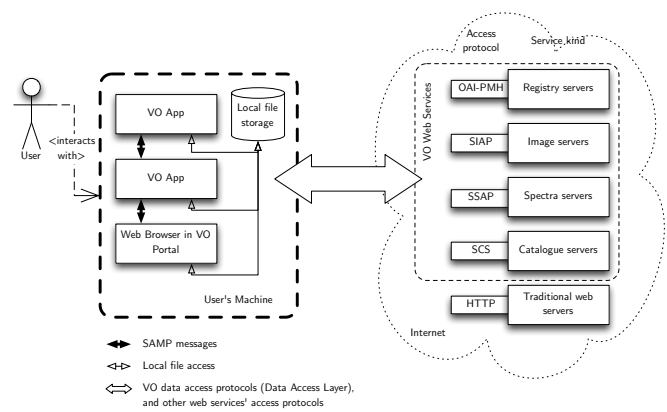 User
<interacts
with>
VO App
VO App
Web Browser in VO
Portal
Local file
storage
User's Machine
Access
protocol
Service kind
VO Web Services
OAI-PMH
Registry servers
SIAP
Image servers
SSAP
Spectra servers
SCS
Catalogue servers
HTTP
Traditional web
servers
Internet
SAMP messages
Local file access
VO data access protocols (Data Access Layer),
and other web services' access protocols